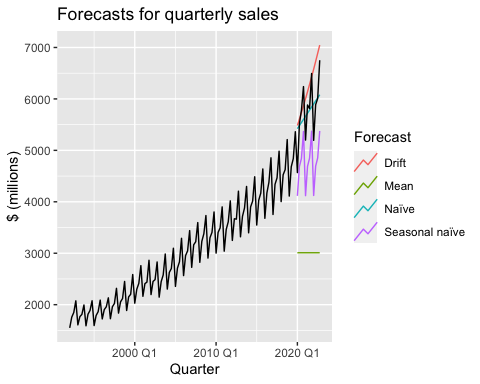 Forecasts for quarterly sales
$ (millions)
7000
6000
5000
4000
3000
2000
2000 Q1
2010 Q1
2020 Q1
Quarter
Forecast
Drift
Mean
Naïve
Seasonal naïve